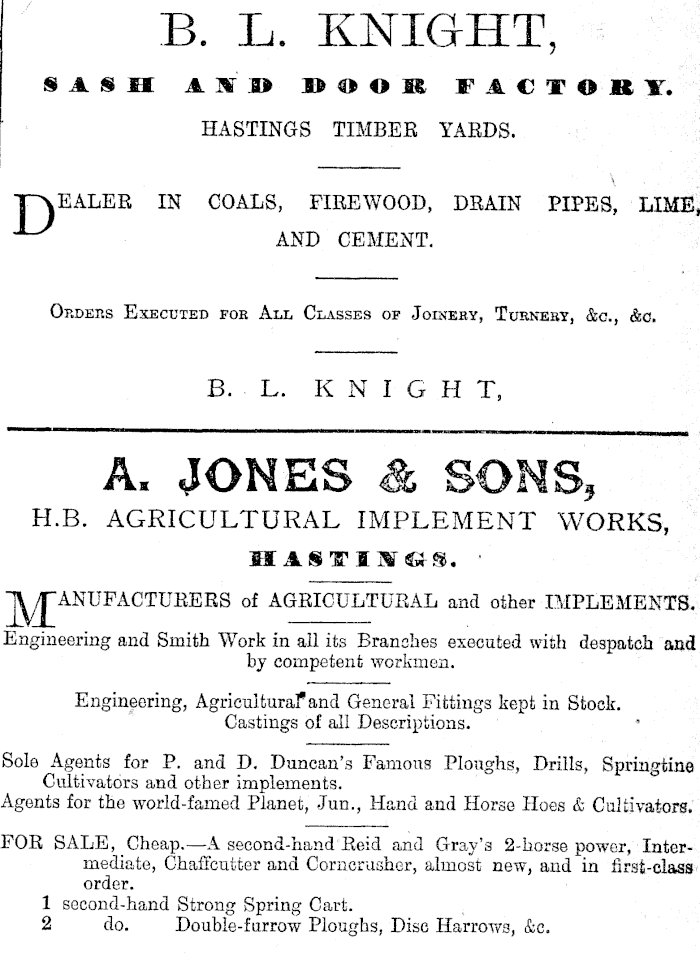 B. L. KNIGHT,
SASH AND DOOR FACTORY.
HASTINGS TIMBER YARDS.
DEALER IN COALS, FIREWOOD, DRAIN PIPES, LIME,
AND CEMENT.
ORDERS EXECUTED FOR ALL CLASSES OF JOINERY, TURNERY, &c., &c.
B. L. KNIGHT,
A. JONES & SONS,
H.B. AGRICULTURAL IMPLEMENT WORKS,
HASTINGS.
MANUFACTURERS of AGRICULTURAL and other IMPLEMENTS.
Engineering and Smith Work in all its Branches executed with despatch and
by competent workmen.
Engineering, Agricultural and General Fittings kept in Stock.
Castings of all Descriptions.
Sole Agents for P. and D. Duncan's Famous Ploughs, Drills, Springtine
Cultivators and other implements.
Agents for the world-famed Planet, Jun., Hand and Horse Hoes & Cultivators.
FOR SALE, Cheap.—A second-hand Reid and Gray's 2-horse power, Inter-
mediate, Chaffcutter and Corncrusher, almost new, and in first-class
order.
1 second-hand Strong Spring Cart.
2 do. Double-furrow Ploughs, Disc Harrows, &c.